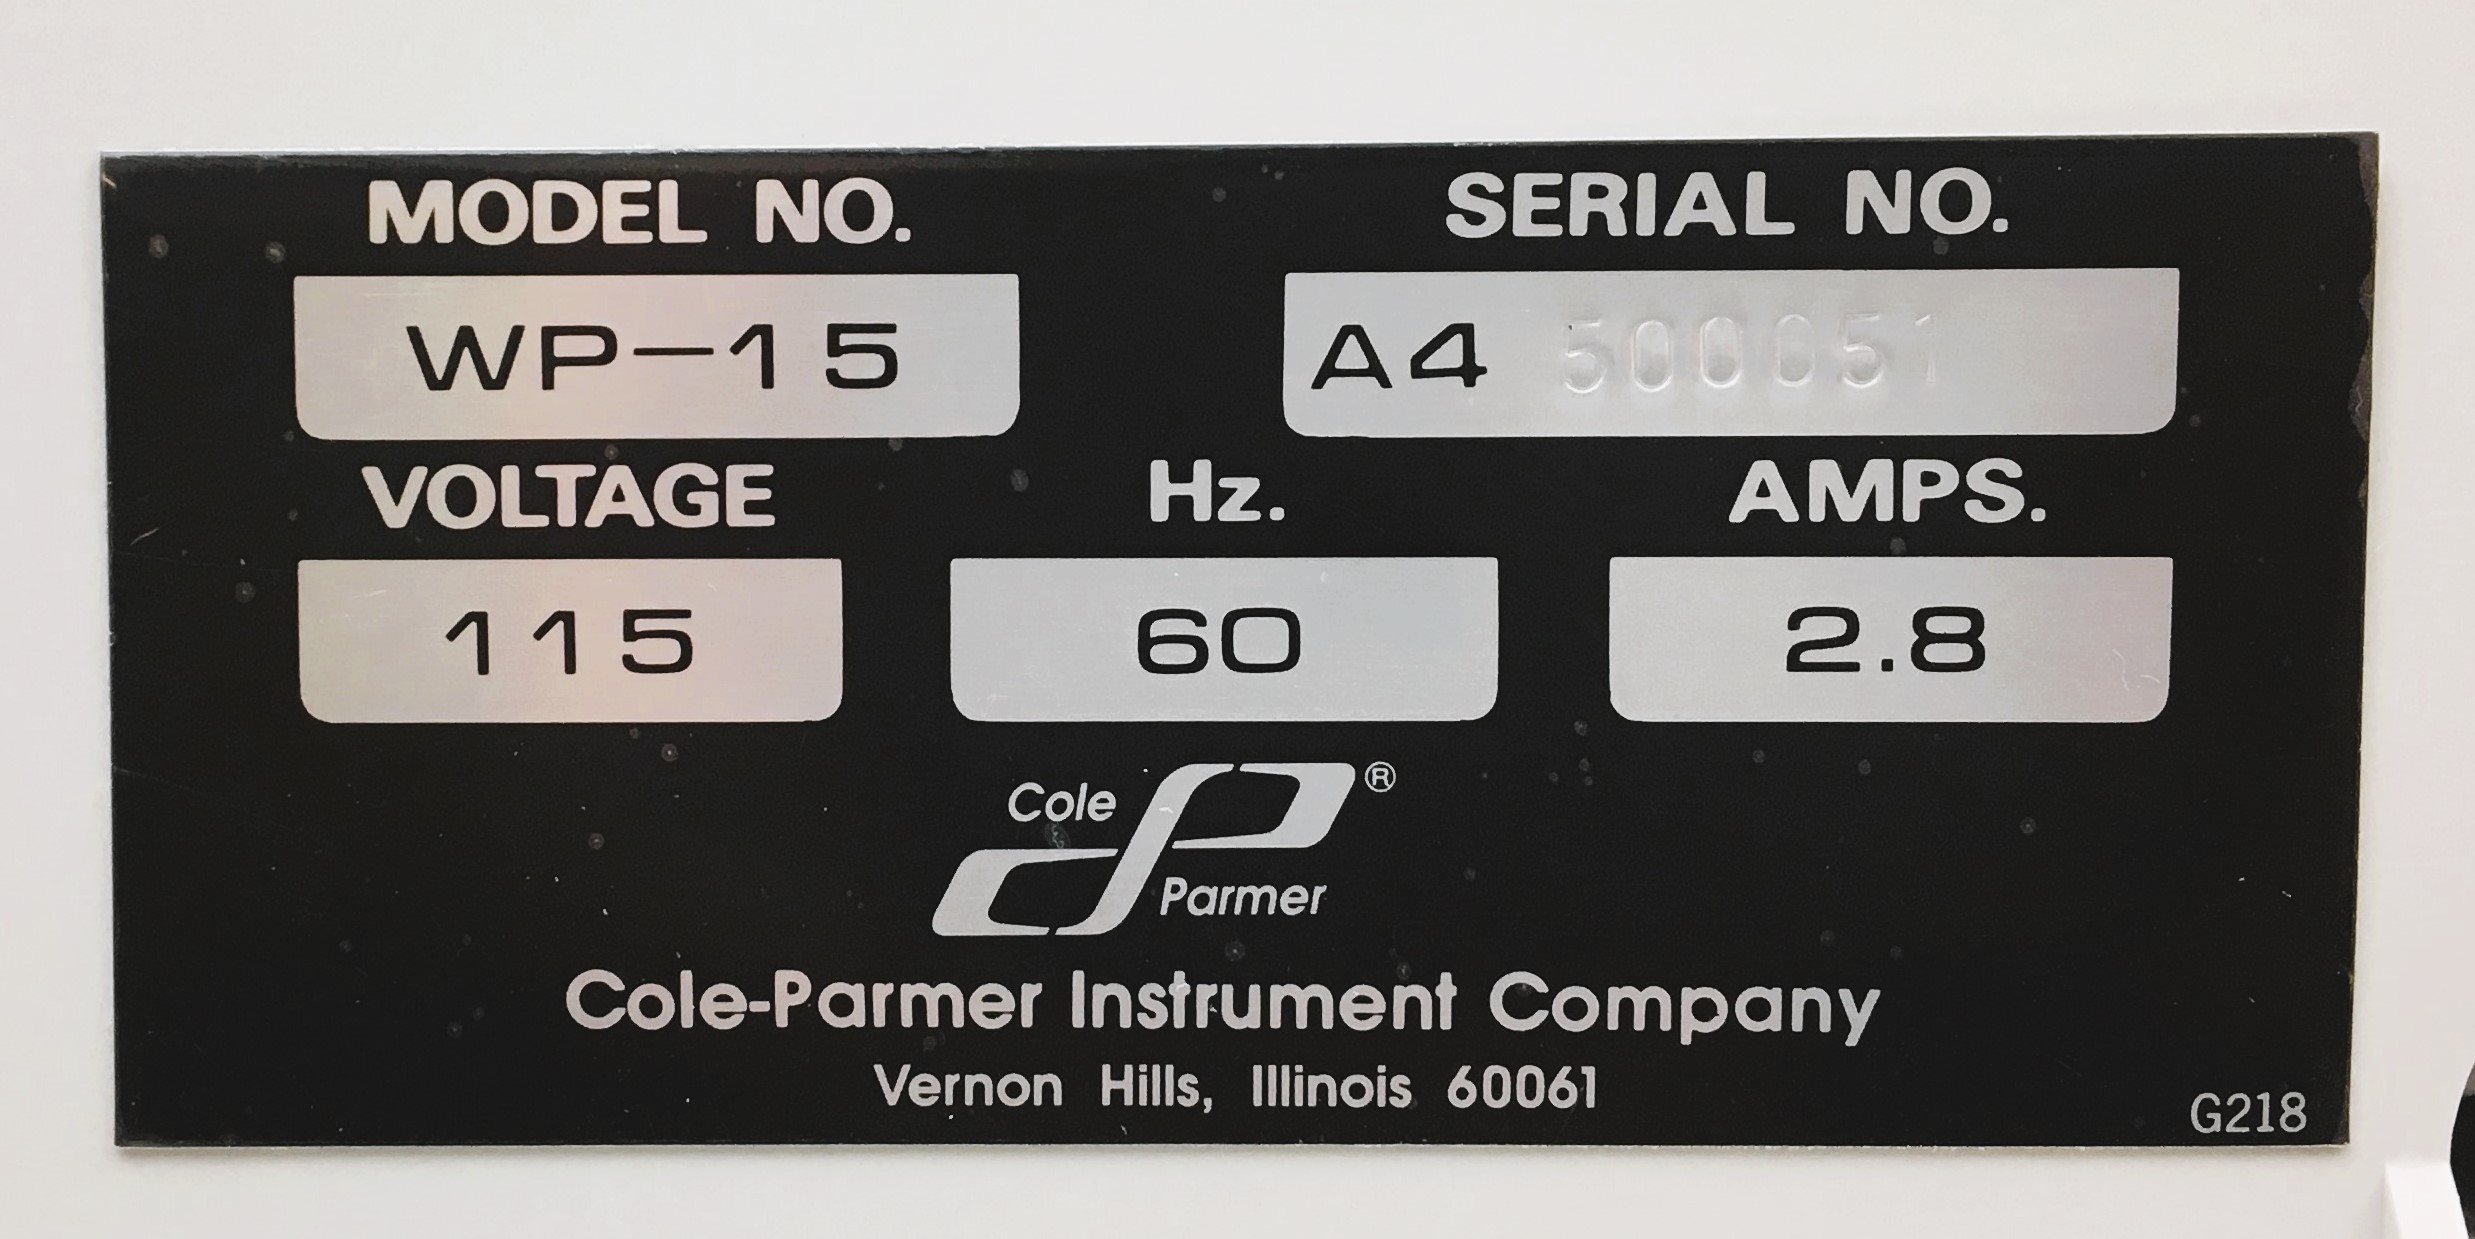 MODEL NO. SERIAL NO.
WP-15 A4 500051
VOLTAGE Hz. AMPS.
115 60 2.8
Cole ®
Parmer
Cole-Parmer Instrument Company
Vernon Hills, Illinois 60061
G218